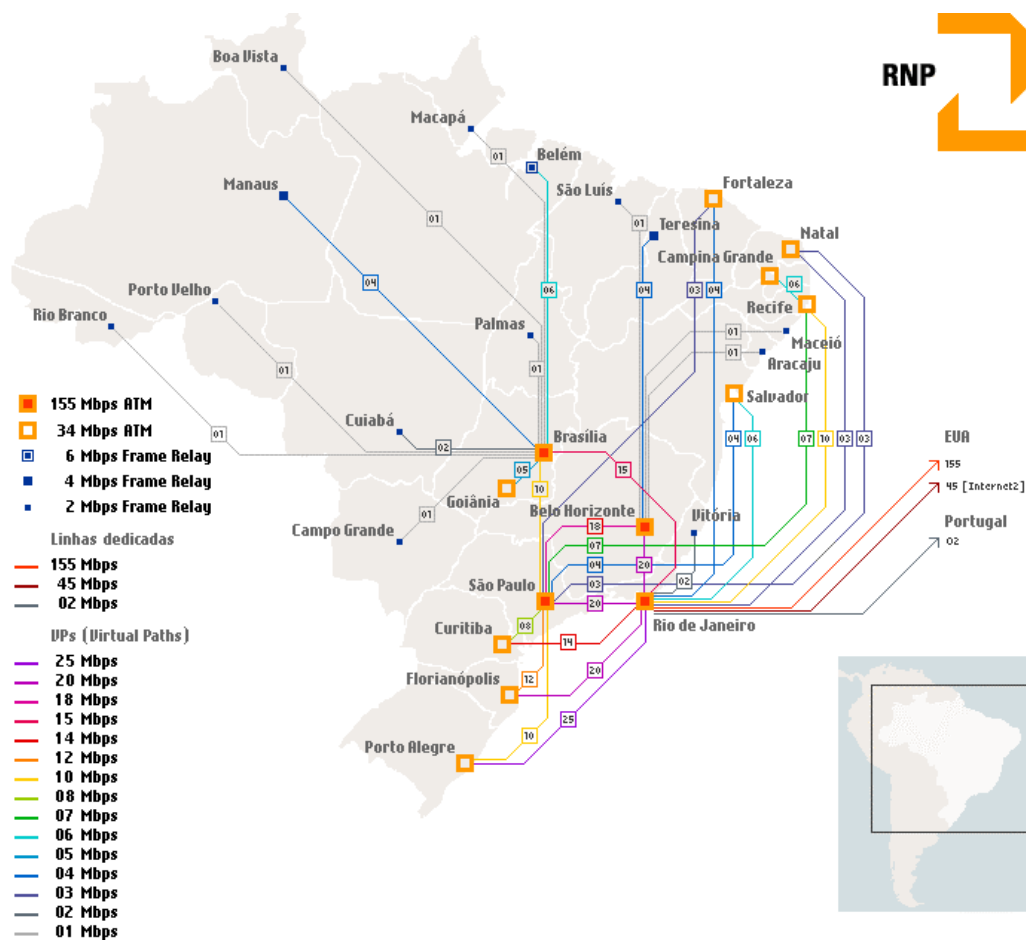 RNP
Boa Vista
Macapá
Belém
01
Manaus
São Luís
Fortaleza
01
Teresina
01
Natal
Campina Grande
04
06
03
04
04
06
Porto Velho
Recife
Rio Branco
Palmas
01
Maceió
01
Aracaju
01
01
155 Mbps ATM
Salvador
34 Mbps ATM
Cuiabá
01
02
Brasília
04
06
07
10
03
03
EUA
6 Mbps Frame Relay
05
15
155
4 Mbps Frame Relay
Goiânia
10
45 [Internet2]
2 Mbps Frame Relay
Campo Grande
01
Belo Horizonte
18
Vitória
Portugal
Linhas dedicadas
07
02
155 Mbps
04
20
45 Mbps
São Paulo
03
02
02 Mbps
20
Rio de Janeiro
Curitiba
08
VPs (Virtual Paths)
14
25 Mbps
Florianópolis
12
20
20 Mbps
18 Mbps
25
15 Mbps
Porto Alegre
10
14 Mbps
12 Mbps
10 Mbps
08 Mbps
07 Mbps
06 Mbps
05 Mbps
04 Mbps
03 Mbps
02 Mbps
01 Mbps